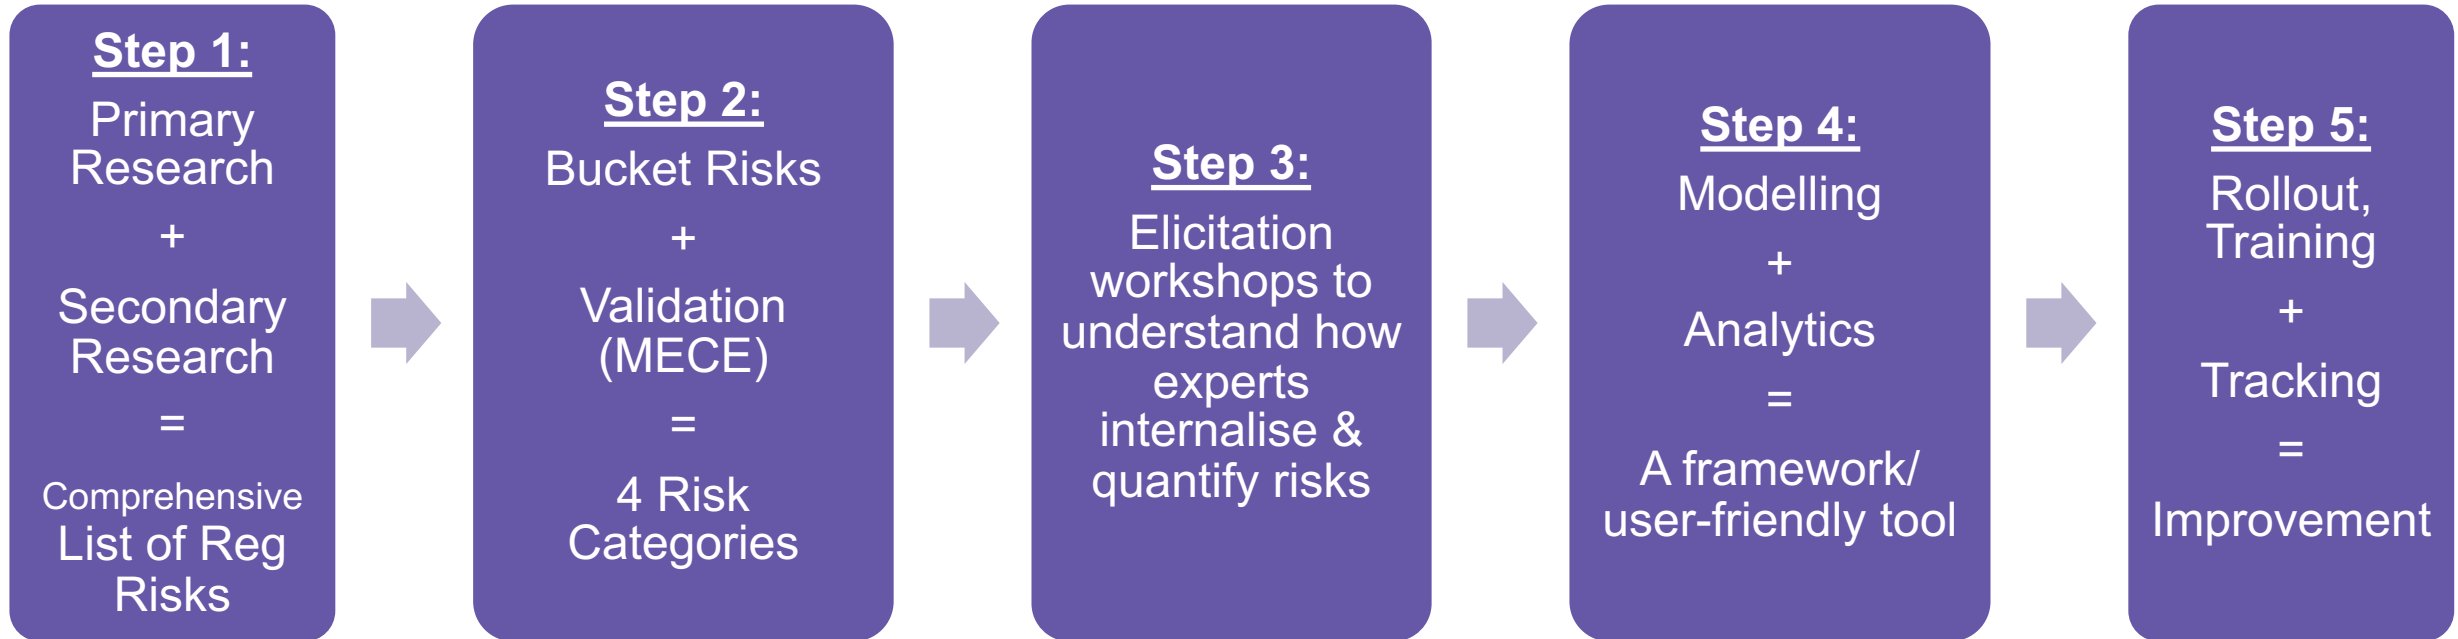 Step 1:
Primary
Research
+
Secondary
Research
=
Comprehensive
List of Reg
Risks
Step 2:
Bucket Risks
+
Validation
(MECE)
=
4 Risk
Categories
Step 3:
Elicitation
workshops to
understand how
experts
internalise &
quantify risks
Step 4:
Modelling
+
Analytics
=
A framework/
user-friendly tool
Step 5:
Rollout,
Training
+
Tracking
=
Improvement